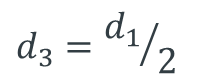 d₃ = d₁/2